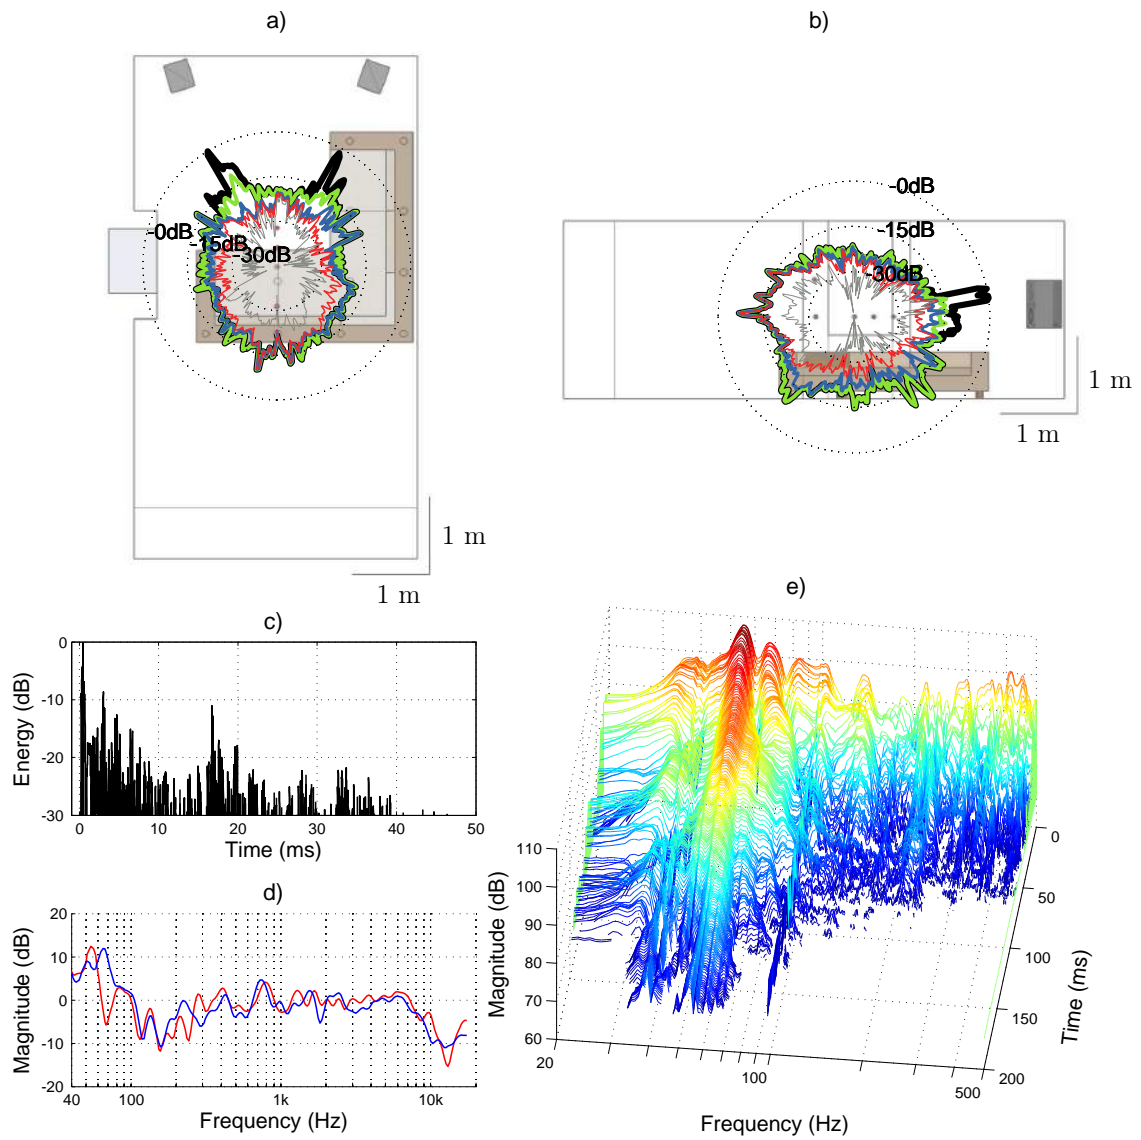 a)
b)
-0dB
-15dB
-30dB
-0dB
-15dB
-30dB
1 m
1 m
1 m
1 m
c)
0
-10
-20
-30
Energy (dB)
0
10
20
30
40
50
Time (ms)
d)
20
10
0
-10
-20
Magnitude (dB)
40
100
1k
10k
Frequency (Hz)
e)
110
100
90
80
70
60
Magnitude (dB)
20
100
500
Frequency (Hz)
0
50
100
150
200
Time (ms)